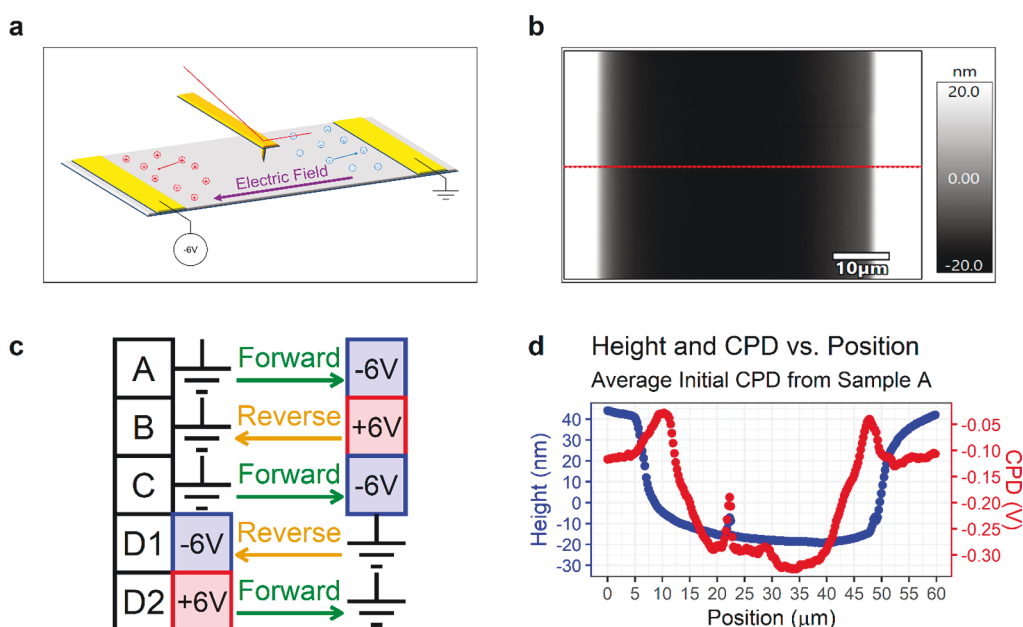 a
Electric Field
-6V
b
nm
20.0
0.00
-20.0
10µm
c
A Forward -6V
B Reverse +6V
C Forward -6V
D1 -6V Reverse
D2 +6V Forward
d Height and CPD vs. Position
Average Initial CPD from Sample A
Height (nm)
40
30
20
10
0
-10
-20
-30
CPD (V)
-0.05
-0.10
-0.15
-0.20
-0.25
-0.30
0 5 10 15 20 25 30 35 40 45 50 55 60
Position (µm)